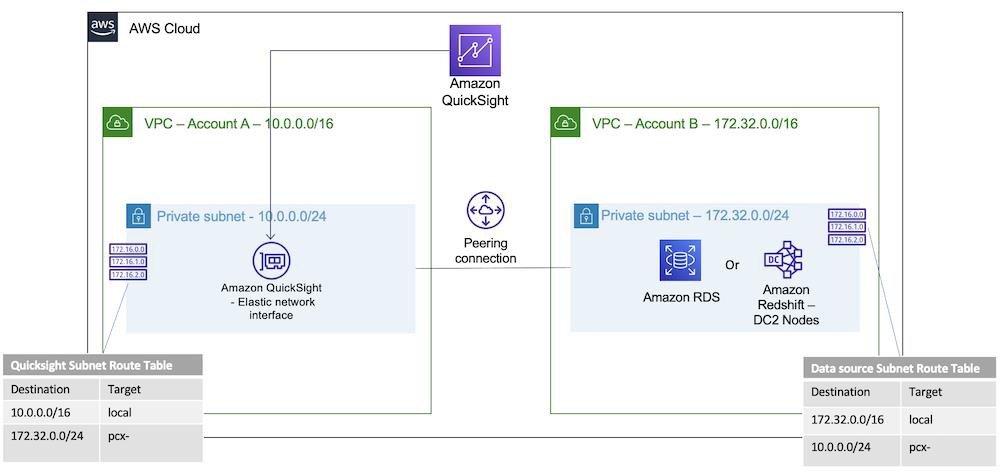 aws
AWS Cloud
Amazon
QuickSight
VPC – Account A – 10.0.0.0/16
VPC – Account B – 172.32.0.0/16
Private subnet - 10.0.0.0/24
172.16.0.0
172.16.1.0
172.16.2.0
Amazon QuickSight
- Elastic network
interface
Peering
connection
Private subnet – 172.32.0.0/24
172.16.0.0
172.16.1.0
172.16.2.0
Amazon RDS
Or
DC
Amazon
Redshift –
DC2 Nodes
Quicksight Subnet Route Table
Destination Target
10.0.0.0/16 local
172.32.0.0/24 pcx-
Data source Subnet Route Table
Destination Target
172.32.0.0/16 local
10.0.0.0/24 pcx-